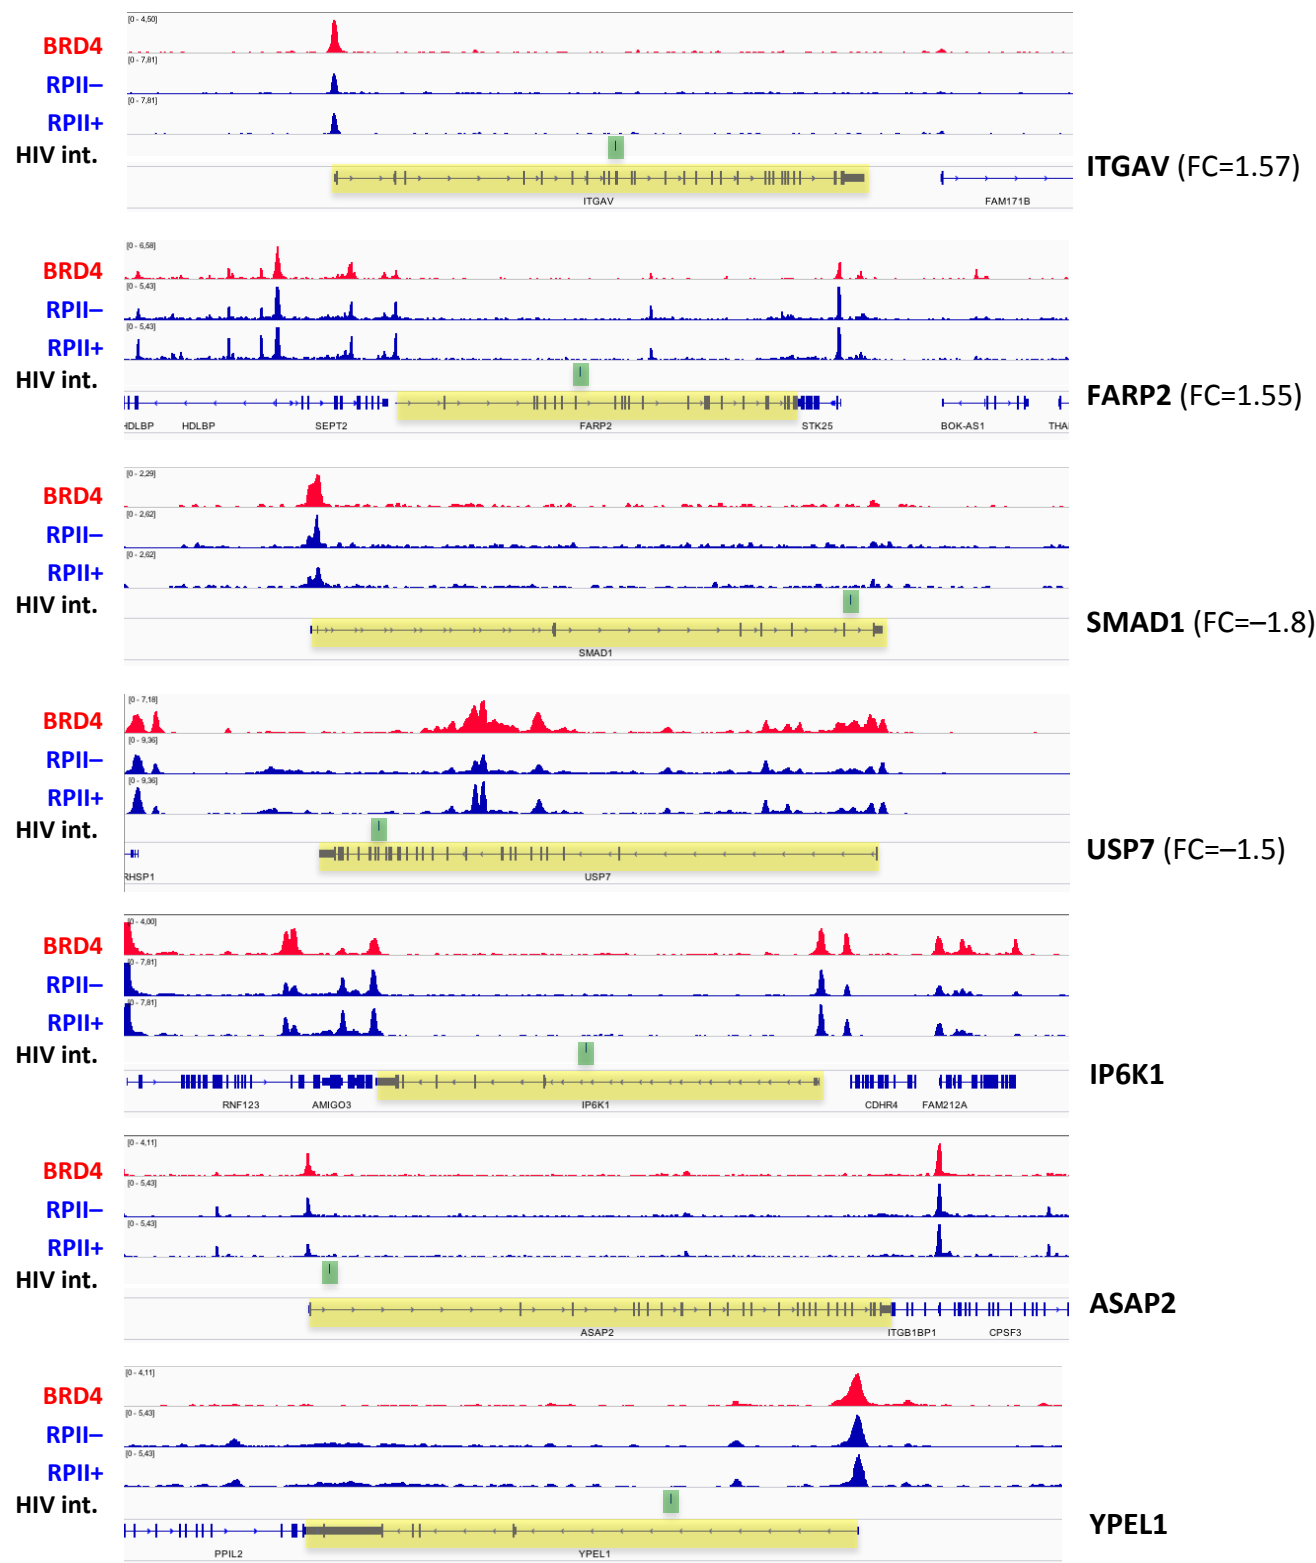 [0 - 4,50]
BRD4
[0 - 7,81]
RPII–
[0 - 7,81]
RPII+
HIV int.
ITGAV (FC=1.57)
ITGAV FAM171B
[0 - 6,58]
BRD4
[0 - 5,43]
RPII–
[0 - 5,43]
RPII+
HIV int.
FARP2 (FC=1.55)
HDLBP HDLBP SEPT2 FARP2 STK25 BOK-AS1 THA
[0 - 2,29]
BRD4
[0 - 2,62]
RPII–
[0 - 2,62]
RPII+
HIV int.
SMAD1 (FC=–1.8)
SMAD1
[0 - 7,18]
BRD4
[0 - 9,36]
RPII–
[0 - 9,36]
RPII+
HIV int.
USP7 (FC=–1.5)
RHSP1 USP7
[0 - 4,00]
BRD4
[0 - 7,81]
RPII–
[0 - 7,81]
RPII+
HIV int.
IP6K1
RNF123 AMIGO3 IP6K1 CDHR4 FAM212A
[0 - 4,11]
BRD4
[0 - 5,43]
RPII–
[0 - 5,43]
RPII+
HIV int.
ASAP2
ASAP2 ITGB1BP1 CPSF3
[0 - 4,11]
BRD4
[0 - 5,43]
RPII–
[0 - 5,43]
RPII+
HIV int.
YPEL1
PPIL2 YPEL1